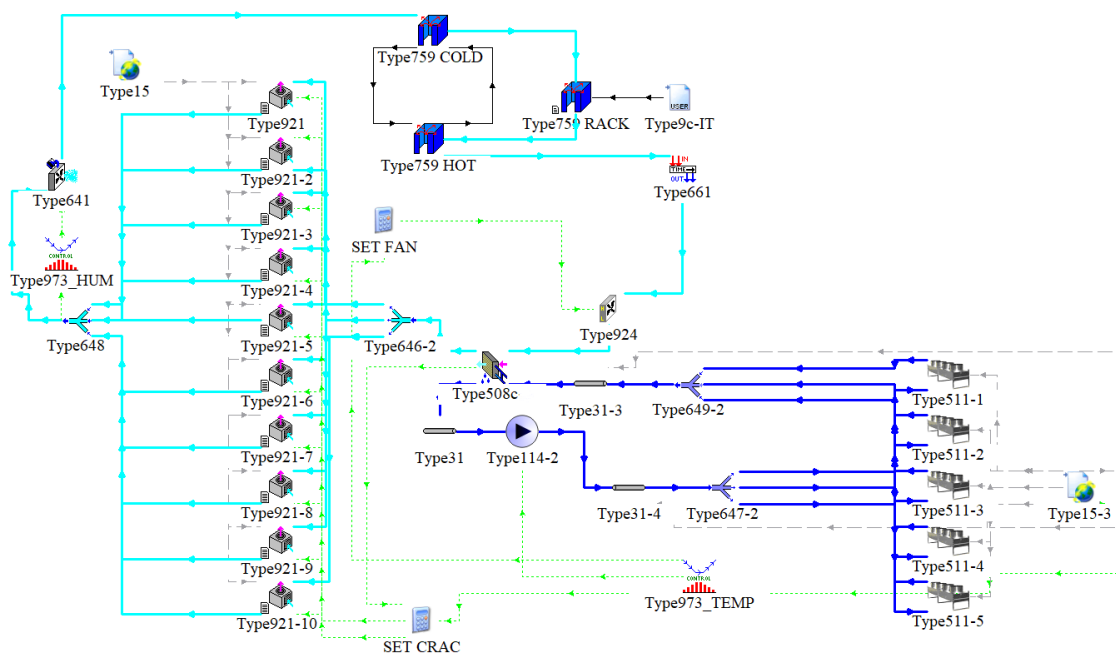 Type759 COLD
Type15
Type921
Type759 RACK
USER
Type9c-IT
Type759 HOT
IN
TIME
OUT
Type661
Type921-2
Type641
Type921-3
SET FAN
CONTROL
Type973_HUM
Type921-4
Type924
Type648
Type921-5
Type646-2
Type921-6
Type508c
Type31-3
Type649-2
Type511-1
Type921-7
Type31
Type114-2
Type511-2
Type921-8
Type31-4
Type647-2
Type511-3
Type15-3
Type921-9
Type511-4
CONTROL
Type973_TEMP
Type921-10
Type511-5
SET CRAC